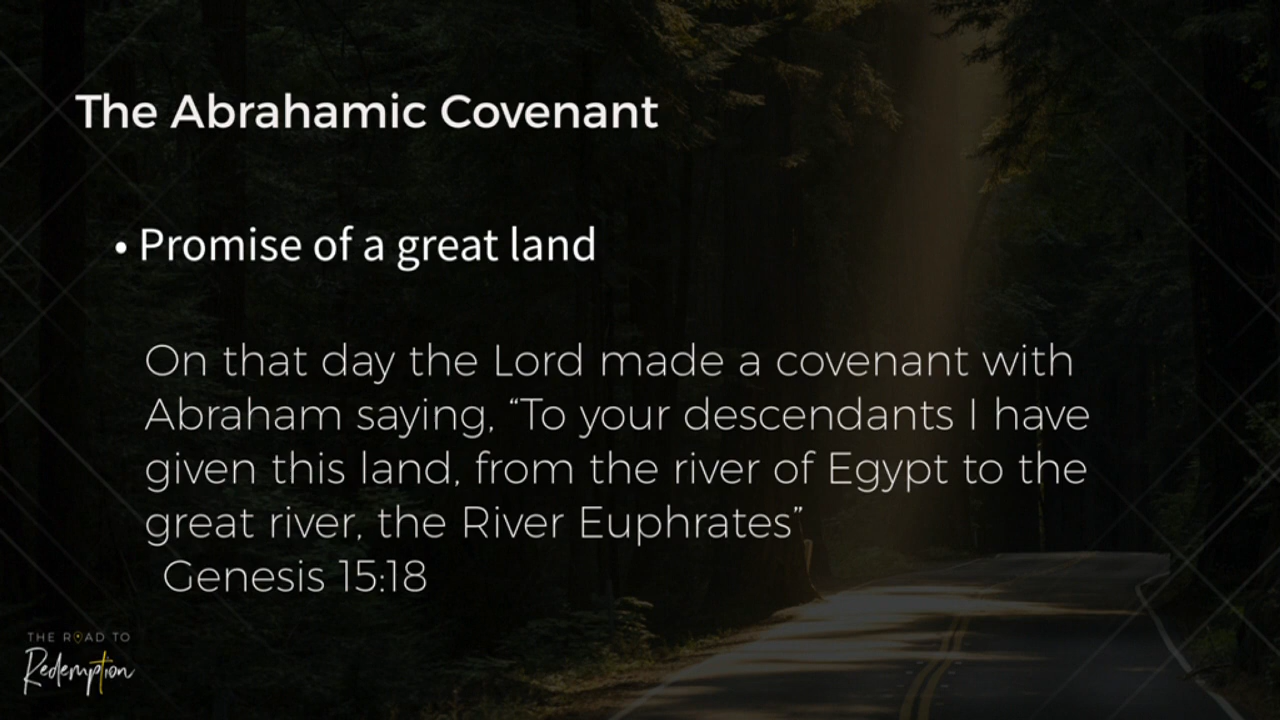 The Abrahamic Covenant
• Promise of a great land
On that day the Lord made a covenant with
Abraham saying, “To your descendants I have
given this land, from the river of Egypt to the
great river, the River Euphrates”
Genesis 15:18
THE ROAD TO
Redemption